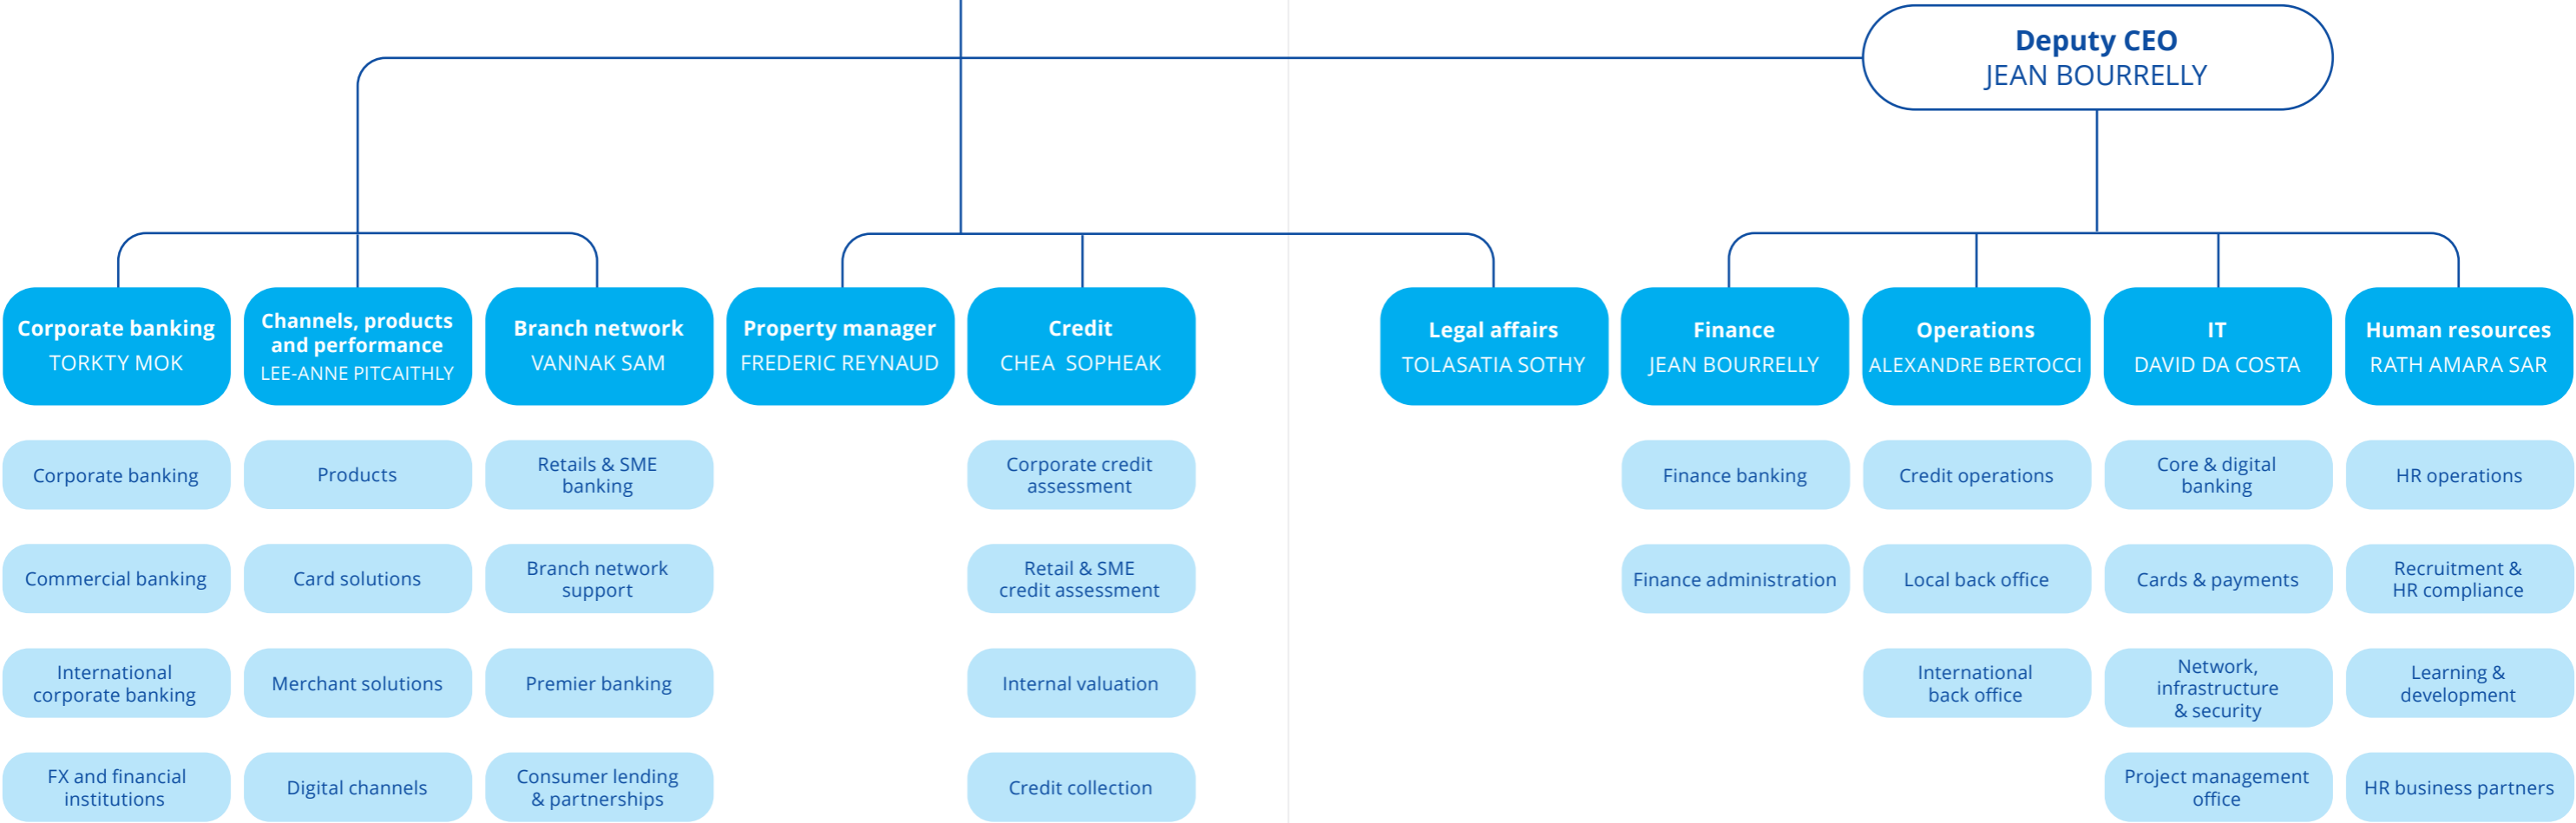 Deputy CEO
JEAN BOURRELLY
Corporate banking
TORKTY MOK
Channels, products
and performance
LEE-ANNE PITCAITHLY
Branch network
VANNAK SAM
Property manager
FREDERIC REYNAUD
Credit
CHEA SOPHEAK
Legal affairs
TOLASATIA SOTHY
Finance
JEAN BOURRELLY
Operations
ALEXANDRE BERTOCCI
IT
DAVID DA COSTA
Human resources
RATH AMARA SAR
Corporate banking
Products
Retails & SME
banking
Corporate credit
assessment
Finance banking
Credit operations
Core & digital
banking
HR operations
Commercial banking
Card solutions
Branch network
support
Retail & SME
credit assessment
Finance administration
Local back office
Cards & payments
Recruitment &
HR compliance
International
corporate banking
Merchant solutions
Premier banking
Internal valuation
International
back office
Network,
infrastructure
& security
Learning &
development
FX and financial
institutions
Digital channels
Consumer lending
& partnerships
Credit collection
Project management
office
HR business partners